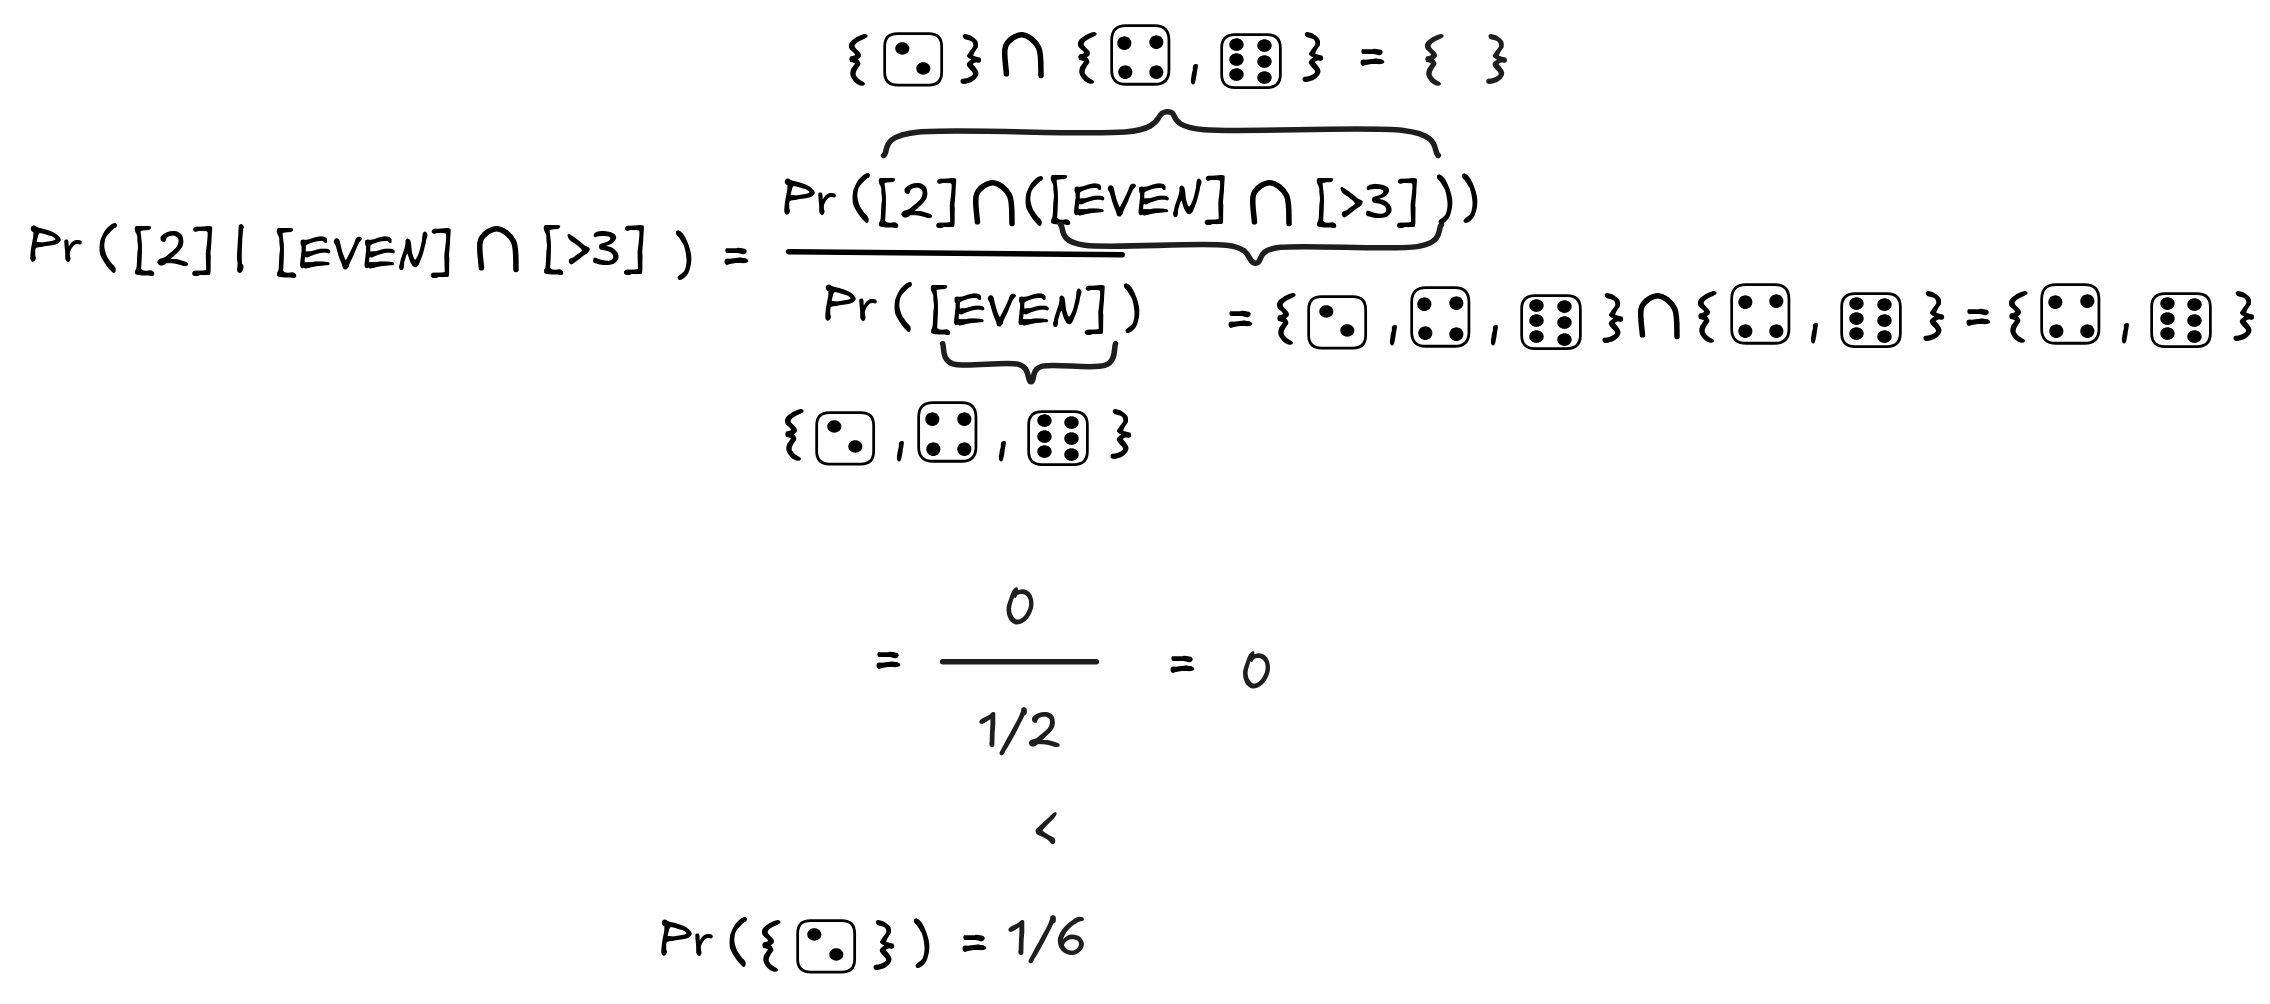 { ⚁ } ∩ { ⚃ , ⚅ } = { }
Pr ([2]∩([EVEN] ∩ [>3] ))
Pr ( [2] | [EVEN] ∩ [>3] ) =
Pr ( [EVEN] )
= { ⚁ , ⚃ , ⚅ } ∩ { ⚃ , ⚅ } = { ⚃ , ⚅ }
{ ⚁ , ⚃ , ⚅ }
0
= = 0
1/2
<
Pr ( { ⚁ } ) = 1/6